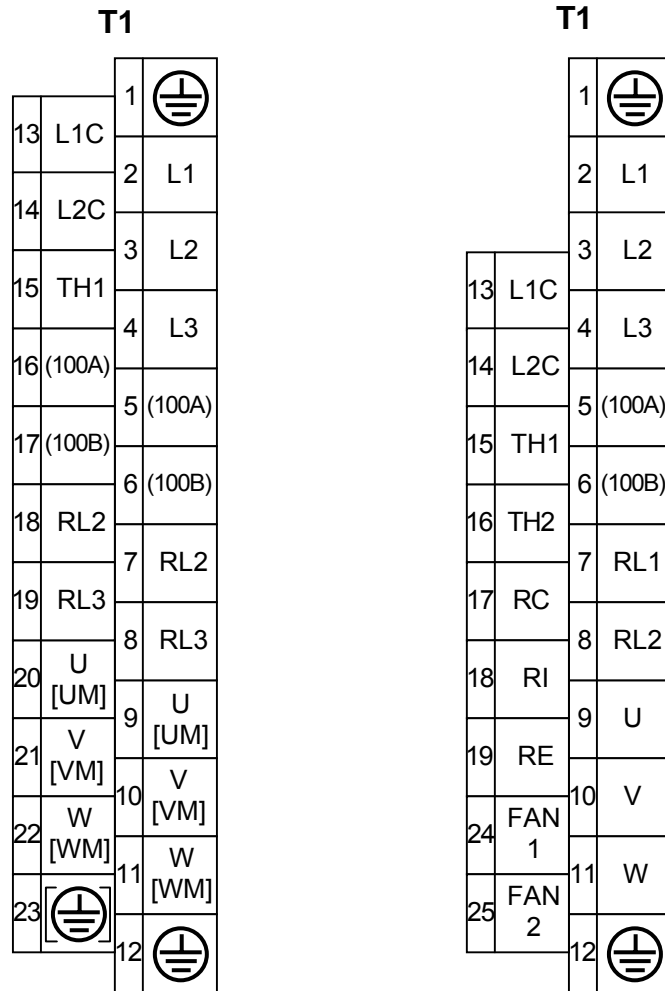 T1
1
13 L1C
2 L1
14 L2C
3 L2
15 TH1
4 L3
16 (100A)
5 (100A)
17 (100B)
6 (100B)
18 RL2
7 RL2
19 RL3
8 RL3
20 U
[UM]
9 U
[UM]
21 V
[VM]
10 V
[VM]
22 W
[WM]
11 W
[WM]
23 [ ]
12
T1
1
2 L1
3 L2
13 L1C
4 L3
14 L2C
5 (100A)
15 TH1
6 (100B)
16 TH2
7 RL1
17 RC
8 RL2
18 RI
9 U
19 RE
10 V
24 FAN
1
11 W
25 FAN
2
12